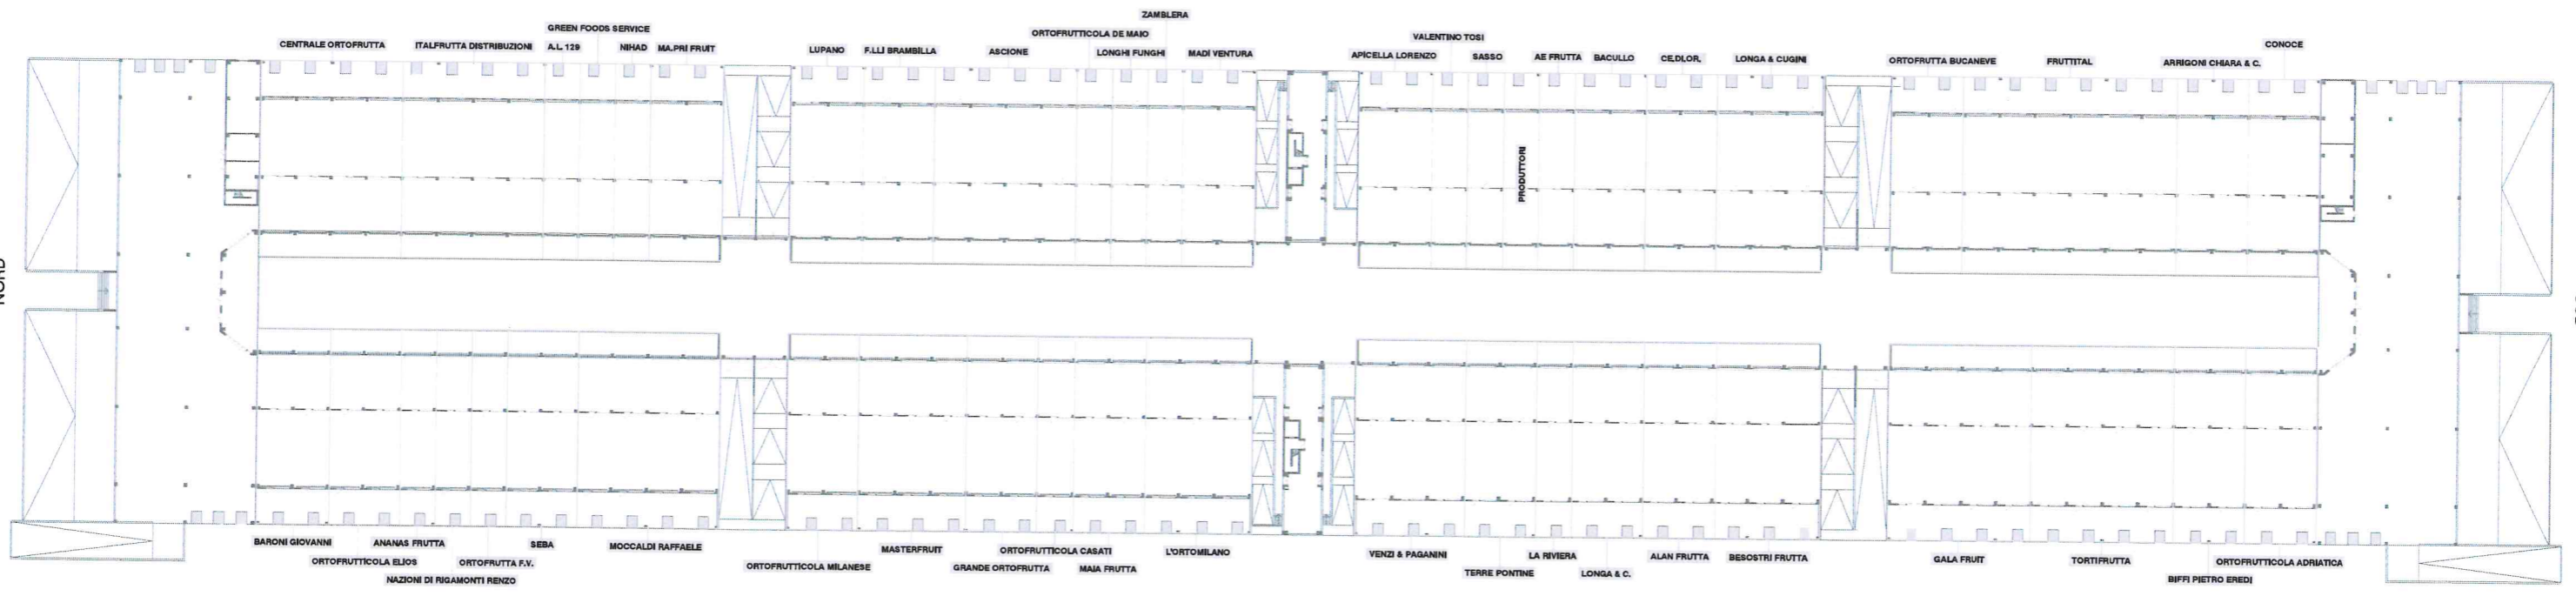 ZAMBLERA
GREEN FOODS SERVICE
ORTOFRUTTICOLA DE MAIO
VALENTINO TOSI
CENTRALE ORTOFRUTTA
ITALFRUTTA DISTRIBUZIONI
A.L. 129
NIHAD
MA.PRI FRUIT
LUPANO
F.LLI BRAMBILLA
ASCIONE
LONGHI FUNGHI
MADÌ VENTURA
APICELLA LORENZO
SASSO
AE FRUTTA
BACULLO
CE.DI.OR.
LONGA & CUGINI
ORTOFRUTTA BUCANEVE
FRUTTITAL
ARRIGONI CHIARA & C.
CONOCE
PRODUTTORI
NORD
BARONI GIOVANNI
ORTOFRUTTICOLA ELIOS
ANANAS FRUTTA
NAZIONI DI RIGAMONTI RENZO
ORTOFRUTTA F.V.
SEBA
MOCCALDI RAFFAELE
ORTOFRUTTICOLA MILANESE
MASTERFRUIT
GRANDE ORTOFRUTTA
ORTOFRUTTICOLA CASATI
MAIA FRUTTA
L'ORTOMILANO
VENZI & PAGANINI
TERRE PONTINE
LA RIVIERA
LONGA & C.
ALAN FRUTTA
BESOSTRI FRUTTA
GALA FRUIT
TORTIFRUTTA
BIFFI PIETRO EREDI
ORTOFRUTTICOLA ADRIATICA